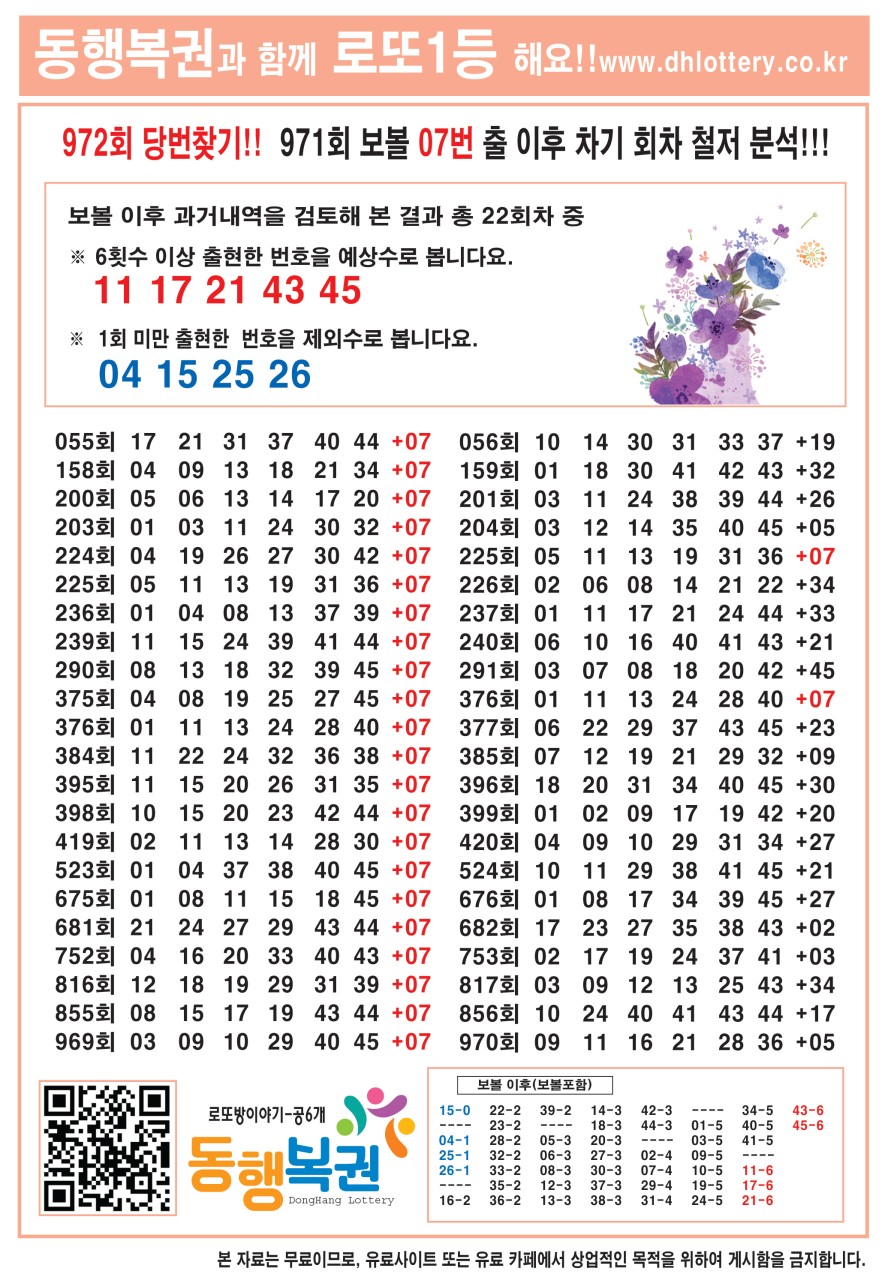 동행복권과 함께 로또1등 해요!!www.dhlottery.co.kr
972회 당번찾기!! 971회 보볼 07번 출 이후 차기 회차 철저 분석!!!
보볼 이후 과거내역을 검토해 본 결과 총 22회차 중
※ 6횟수 이상 출현한 번호을 예상수로 봅니다요.
11 17 21 43 45
※ 1회 미만 출현한 번호을 제외수로 봅니다요.
04 15 25 26
055회 17 21 31 37 40 44 +07 056회 10 14 30 31 33 37 +19
158회 04 09 13 18 21 34 +07 159회 01 18 30 41 42 43 +32
200회 05 06 13 14 17 20 +07 201회 03 11 24 38 39 44 +26
203회 01 03 11 24 30 32 +07 204회 03 12 14 35 40 45 +05
224회 04 19 26 27 30 42 +07 225회 05 11 13 19 31 36 +07
225회 05 11 13 19 31 36 +07 226회 02 06 08 14 21 22 +34
236회 01 04 08 13 37 39 +07 237회 01 11 17 21 24 44 +33
239회 11 15 24 39 41 44 +07 240회 06 10 16 40 41 43 +21
290회 08 13 18 32 39 45 +07 291회 03 07 08 18 20 42 +45
375회 04 08 19 25 27 45 +07 376회 01 11 13 24 28 40 +07
376회 01 11 13 24 28 40 +07 377회 06 22 29 37 43 45 +23
384회 11 22 24 32 36 38 +07 385회 07 12 19 21 29 32 +09
395회 11 15 20 26 31 35 +07 396회 18 20 31 34 40 45 +30
398회 10 15 20 23 42 44 +07 399회 01 02 09 17 19 42 +20
419회 02 11 13 14 28 30 +07 420회 04 09 10 29 31 34 +27
523회 01 04 37 38 40 45 +07 524회 10 11 29 38 41 45 +21
675회 01 08 11 15 18 45 +07 676회 01 08 17 34 39 45 +27
681회 21 24 27 29 43 44 +07 682회 17 23 27 35 38 43 +02
752회 04 16 20 33 40 43 +07 753회 02 17 19 24 37 41 +03
816회 12 18 19 29 31 39 +07 817회 03 09 12 13 25 43 +34
855회 08 15 17 19 43 44 +07 856회 10 24 40 41 43 44 +17
969회 03 09 10 29 40 45 +07 970회 09 11 16 21 28 36 +05
로또방이야기-공6개
동행복권
DongHang Lottery
보볼 이후(보볼포함)
15-0 22-2 39-2 14-3 42-3 ---- 34-5 43-6
---- 23-2 ---- 18-3 44-3 01-5 40-5 45-6
04-1 28-2 05-3 20-3 ---- 03-5 41-5
25-1 32-2 06-3 27-3 02-4 09-5 ----
26-1 33-2 08-3 30-3 07-4 10-5 11-6
---- 35-2 12-3 37-3 29-4 19-5 17-6
16-2 36-2 13-3 38-3 31-4 24-5 21-6
본 자료는 무료이므로, 유료사이트 또는 유료 카페에서 상업적인 목적을 위하여 게시함을 금지합니다.